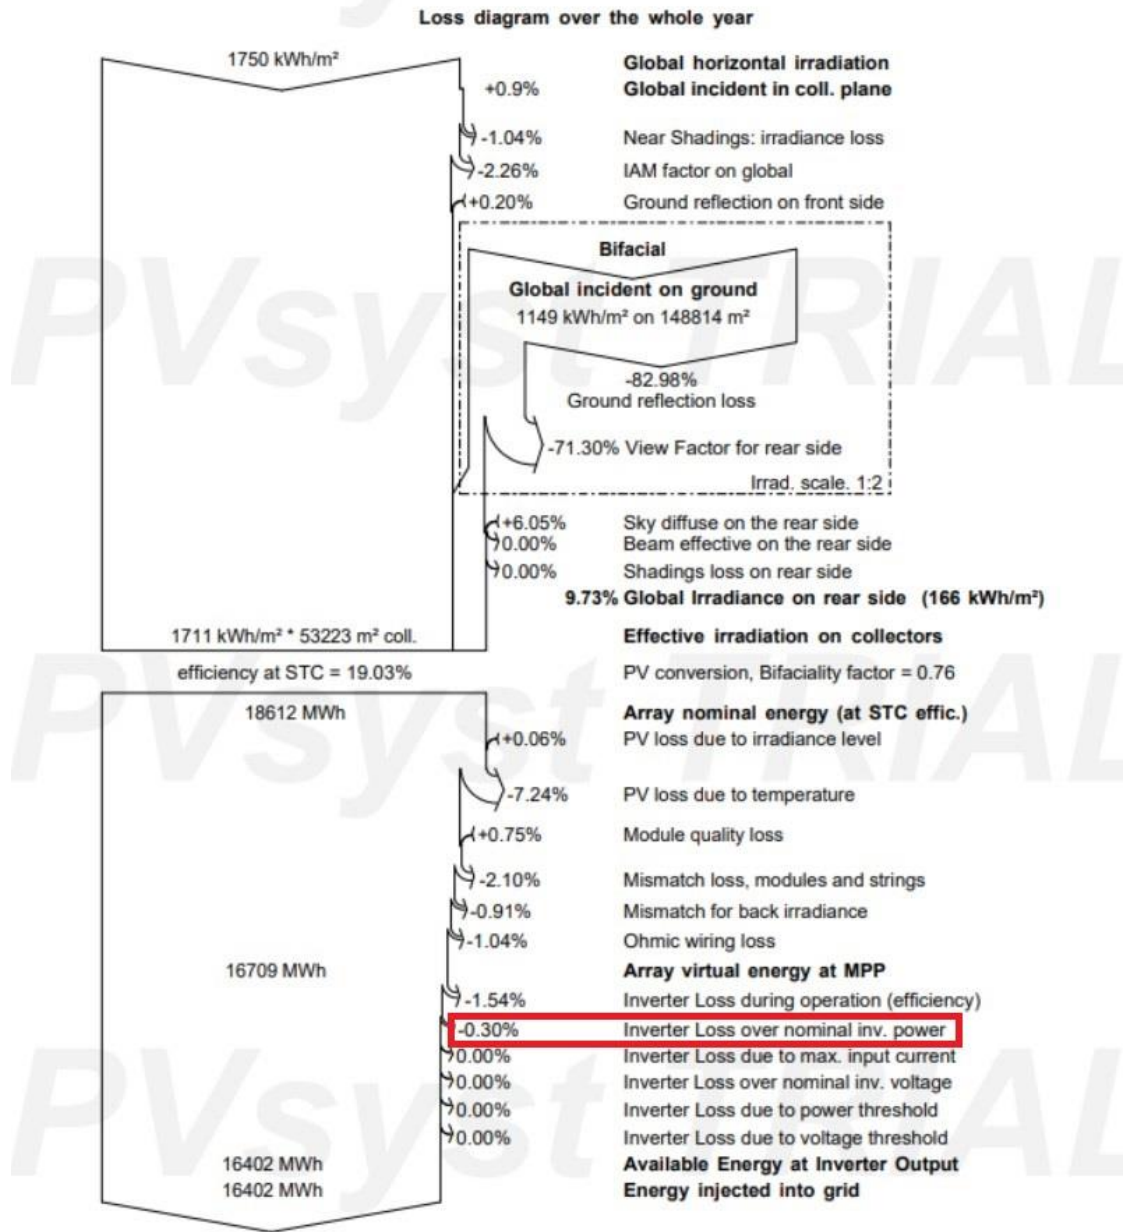 Loss diagram over the whole year
1750 kWh/m² Global horizontal irradiation
+0.9% Global incident in coll. plane
-1.04% Near Shadings: irradiance loss
-2.26% IAM factor on global
+0.20% Ground reflection on front side
Bifacial
Global incident on ground
1149 kWh/m² on 148814 m²
-82.98%
Ground reflection loss
-71.30% View Factor for rear side
Irrad. scale. 1:2
+6.05% Sky diffuse on the rear side
0.00% Beam effective on the rear side
0.00% Shadings loss on rear side
9.73% Global Irradiance on rear side (166 kWh/m²)
1711 kWh/m² * 53223 m² coll. Effective irradiation on collectors
efficiency at STC = 19.03% PV conversion, Bifaciality factor = 0.76
18612 MWh Array nominal energy (at STC effic.)
+0.06% PV loss due to irradiance level
-7.24% PV loss due to temperature
+0.75% Module quality loss
-2.10% Mismatch loss, modules and strings
-0.91% Mismatch for back irradiance
-1.04% Ohmic wiring loss
16709 MWh Array virtual energy at MPP
-1.54% Inverter Loss during operation (efficiency)
-0.30% Inverter Loss over nominal inv. power
0.00% Inverter Loss due to max. input current
0.00% Inverter Loss over nominal inv. voltage
0.00% Inverter Loss due to power threshold
0.00% Inverter Loss due to voltage threshold
16402 MWh Available Energy at Inverter Output
16402 MWh Energy injected into grid
PVsyst TRIAL
PVsyst TRIAL
PVsyst TRIAL